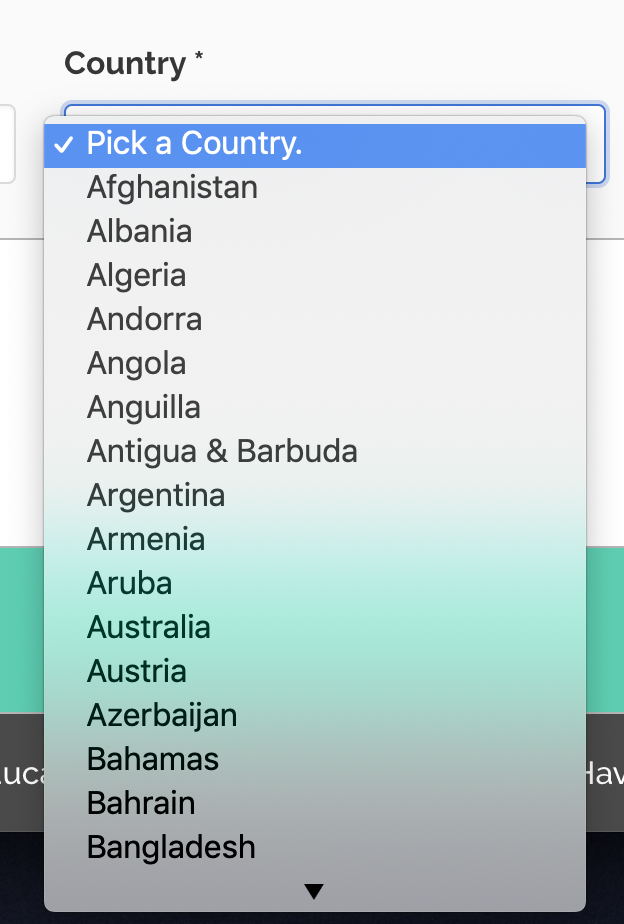 Country *
Pick a Country.
Afghanistan
Albania
Algeria
Andorra
Angola
Anguilla
Antigua & Barbuda
Argentina
Armenia
Aruba
Australia
Austria
Azerbaijan
Bahamas
Bahrain
Bangladesh